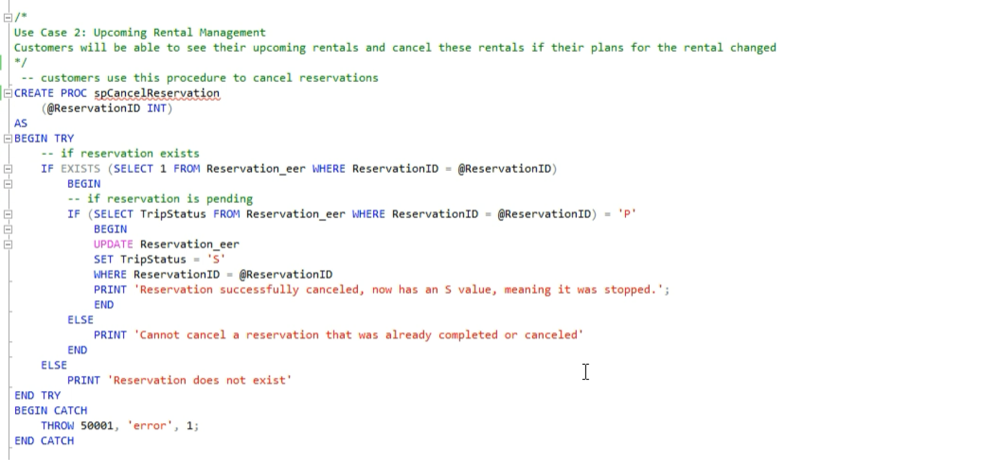 /*
Use Case 2: Upcoming Rental Management
Customers will be able to see their upcoming rentals and cancel these rentals if their plans for the rental changed
*/
-- customers use this procedure to cancel reservations
CREATE PROC spCancelReservation
(@ReservationID INT)
AS
BEGIN TRY
-- if reservation exists
IF EXISTS (SELECT 1 FROM Reservation_eer WHERE ReservationID = @ReservationID)
BEGIN
-- if reservation is pending
IF (SELECT TripStatus FROM Reservation_eer WHERE ReservationID = @ReservationID) = 'P'
BEGIN
UPDATE Reservation_eer
SET TripStatus = 'S'
WHERE ReservationID = @ReservationID
PRINT 'Reservation successfully canceled, now has an S value, meaning it was stopped.';
END
ELSE
PRINT 'Cannot cancel a reservation that was already completed or canceled'
END
ELSE
PRINT 'Reservation does not exist'
END TRY
BEGIN CATCH
THROW 50001, 'error', 1;
END CATCH